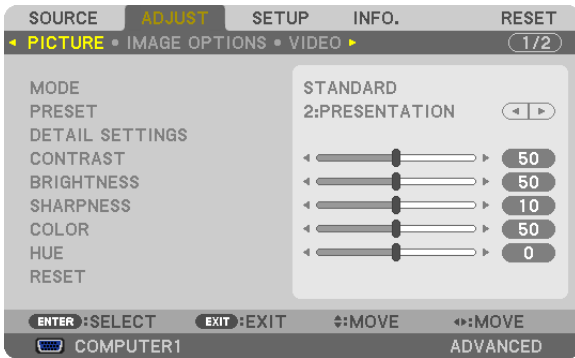 SOURCE ADJUST SETUP INFO. RESET
PICTURE • IMAGE OPTIONS • VIDEO 1/2
MODE STANDARD
PRESET 2:PRESENTATION
DETAIL SETTINGS
CONTRAST 50
BRIGHTNESS 50
SHARPNESS 10
COLOR 50
HUE 0
RESET
ENTER:SELECT EXIT:EXIT :MOVE :MOVE
COMPUTER1 ADVANCED